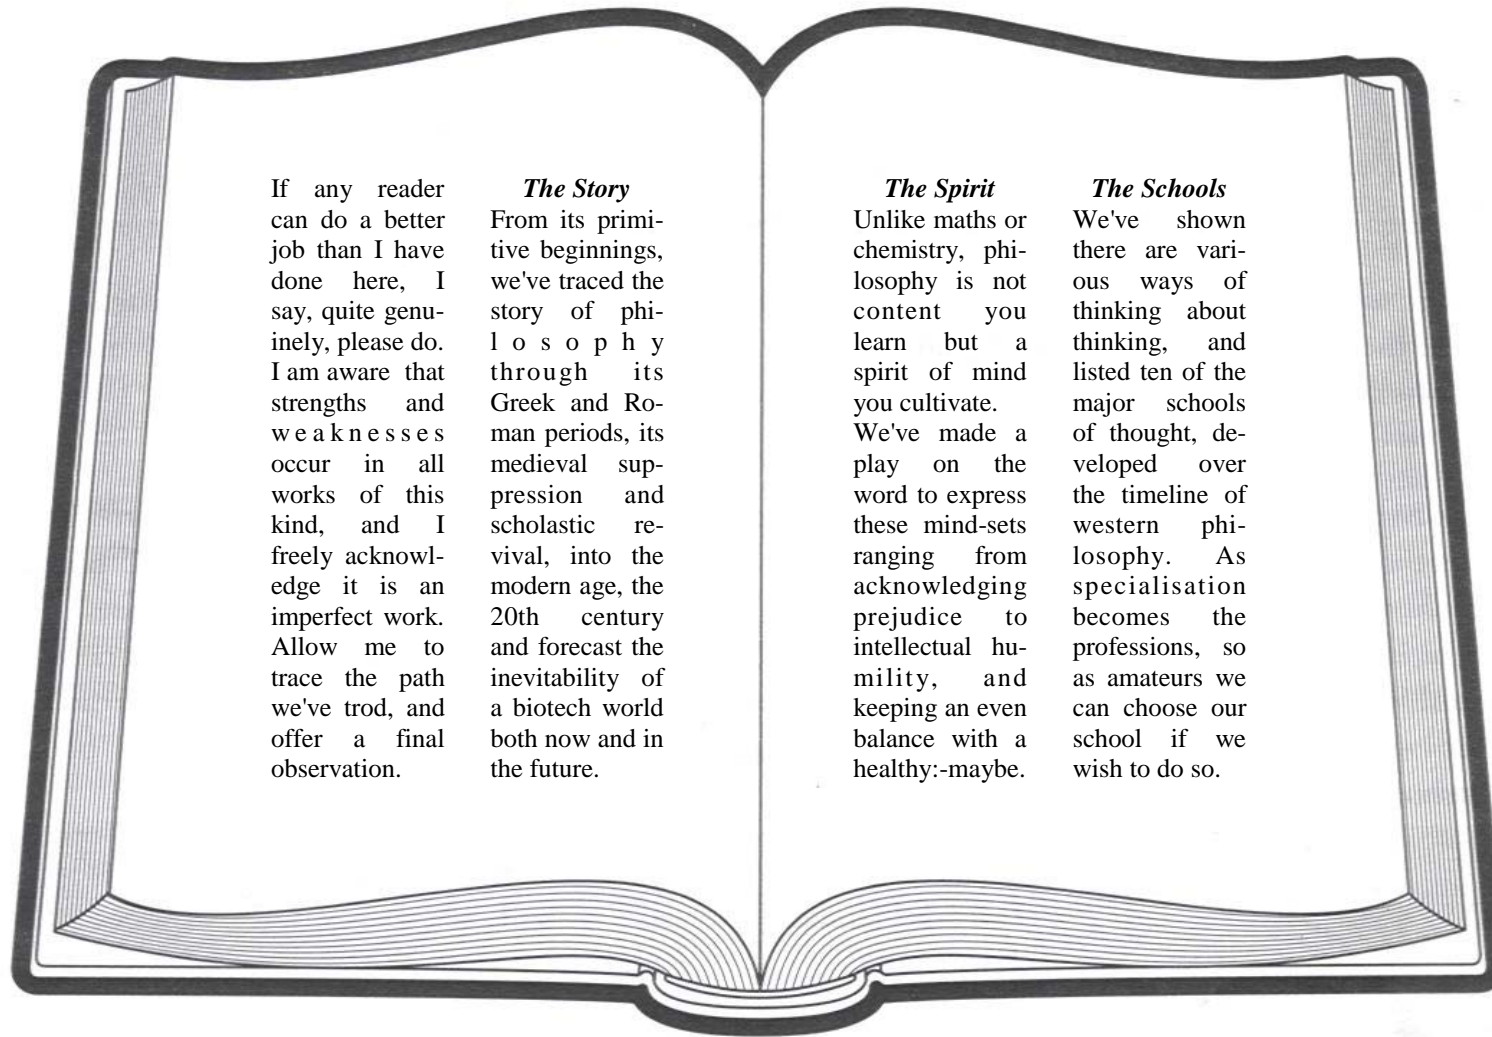 If any reader
can do a better
job than I have
done here, I
say, quite genu-
inely, please do.
I am aware that
strengths and
weaknesses
occur in all
works of this
kind, and I
freely acknowl-
edge it is an
imperfect work.
Allow me to
trace the path
we've trod, and
offer a final
observation.
The Story
From its primi-
tive beginnings,
we've traced the
story of phi-
losophy
through its
Greek and Ro-
man periods, its
medieval sup-
pression and
scholastic re-
vival, into the
modern age, the
20th century
and forecast the
inevitability of
a biotech world
both now and in
the future.
The Spirit
Unlike maths or
chemistry, phi-
losophy is not
content you
learn but a
spirit of mind
you cultivate.
We've made a
play on the
word to express
these mind-sets
ranging from
acknowledging
prejudice to
intellectual hu-
mility, and
keeping an even
balance with a
healthy:-maybe.
The Schools
We've shown
there are vari-
ous ways of
thinking about
thinking, and
listed ten of the
major schools
of thought, de-
veloped over
the timeline of
western phi-
losophy. As
specialisation
becomes the
professions, so
as amateurs we
can choose our
school if we
wish to do so.